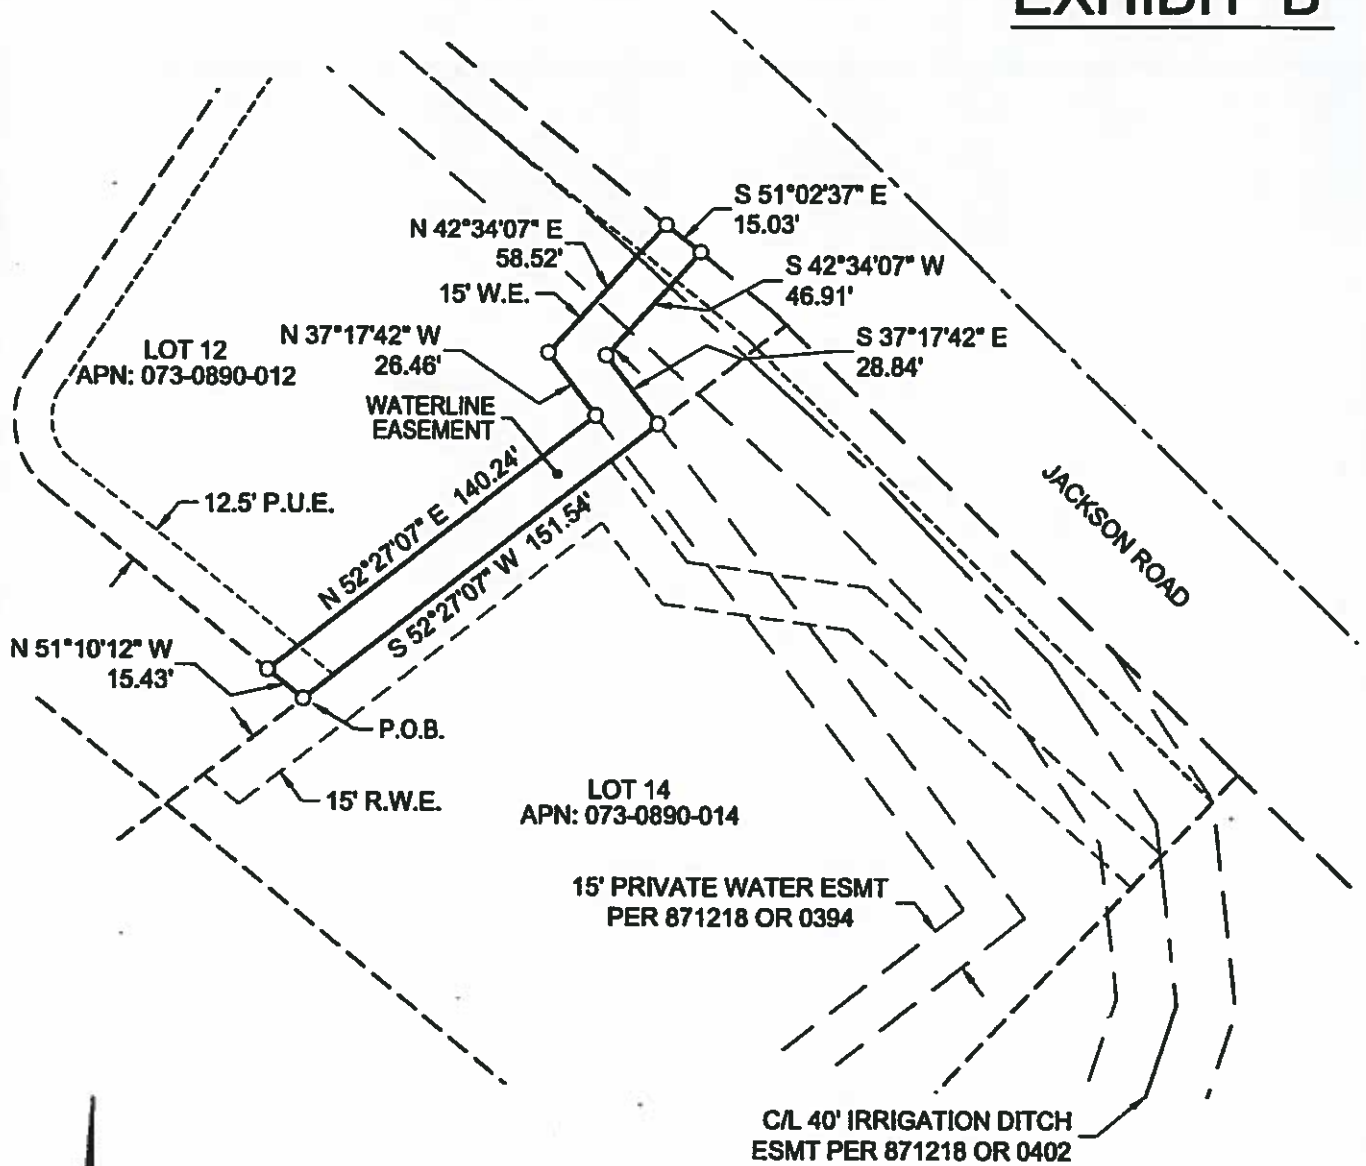 EXHIBIT "B"
S 51°02'37" E
15.03'
N 42°34'07" E
58.52'
S 42°34'07" W
46.91'
15' W.E.
N 37°17'42" W
26.46'
S 37°17'42" E
28.84'
LOT 12
APN: 073-0890-012
WATERLINE
EASEMENT
JACKSON ROAD
12.5' P.U.E.
N 52°27'07" E 140.24'
S 52°27'07" W 151.54'
N 51°10'12" W
15.43'
P.O.B.
15' R.W.E.
LOT 14
APN: 073-0890-014
15' PRIVATE WATER ESMT
PER 871218 OR 0394
C/L 40' IRRIGATION DITCH
ESMT PER 871218 OR 0402